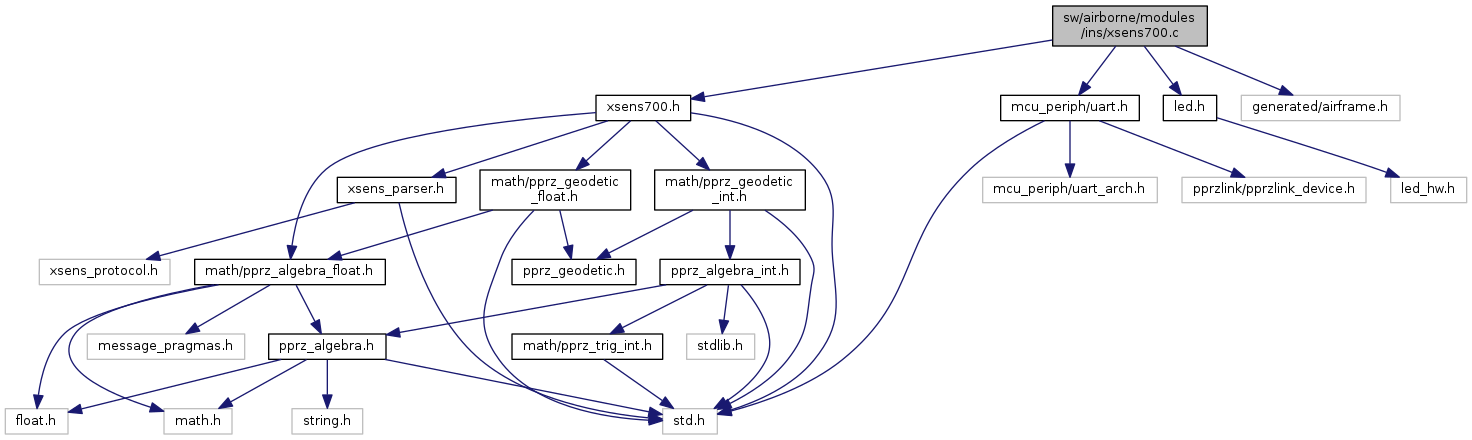 sw/airborne/modules
/ins/xsens700.c
xsens700.h
mcu_periph/uart.h
led.h
generated/airframe.h
xsens_parser.h
math/pprz_geodetic
_float.h
math/pprz_geodetic
_int.h
mcu_periph/uart_arch.h
pprzlink/pprzlink_device.h
led_hw.h
xsens_protocol.h
math/pprz_algebra_float.h
pprz_geodetic.h
pprz_algebra_int.h
message_pragmas.h
pprz_algebra.h
math/pprz_trig_int.h
stdlib.h
float.h
math.h
string.h
std.h